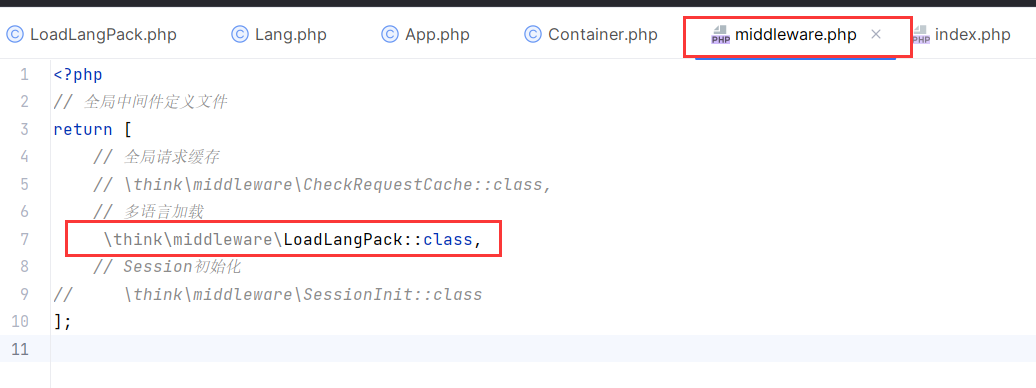 LoadLangPack.php Lang.php App.php Container.php middleware.php × index.php
1 <?php
2 // 全局中间件定义文件
3 return [
4 // 全局请求缓存
5 // \think\middleware\CheckRequestCache::class,
6 // 多语言加载
7 \think\middleware\LoadLangPack::class,
8 // Session初始化
9 // \think\middleware\SessionInit::class
10 ];
11